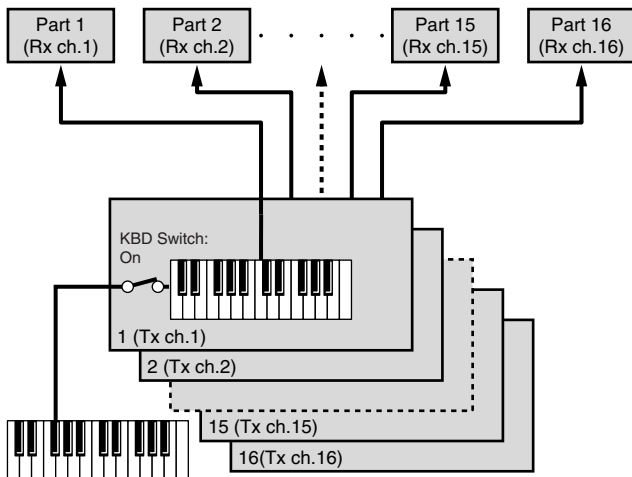 Part 1
(Rx ch.1)
Part 2
(Rx ch.2)
Part 15
(Rx ch.15)
Part 16
(Rx ch.16)
KBD Switch:
On
1 (Tx ch.1)
2 (Tx ch.2)
15 (Tx ch.15)
16(Tx ch.16)